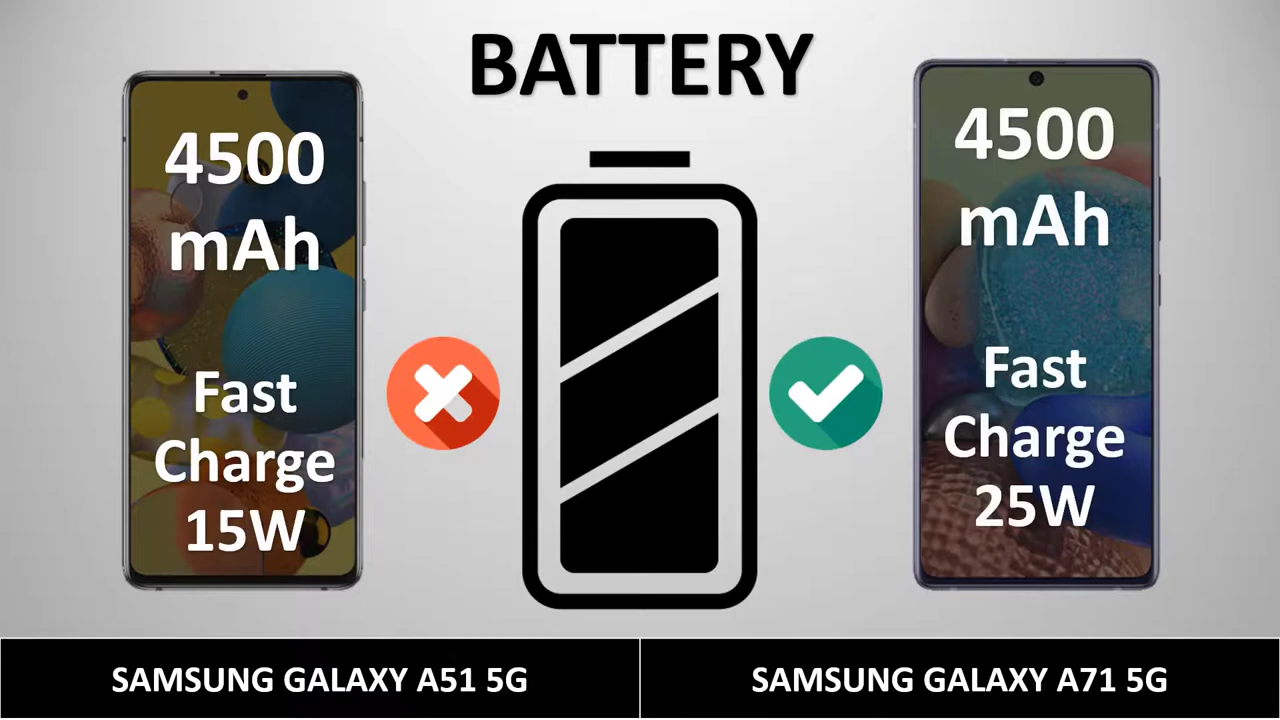 BATTERY
4500
mAh
Fast
Charge
15W
4500
mAh
Fast
Charge
25W
SAMSUNG GALAXY A51 5G
SAMSUNG GALAXY A71 5G